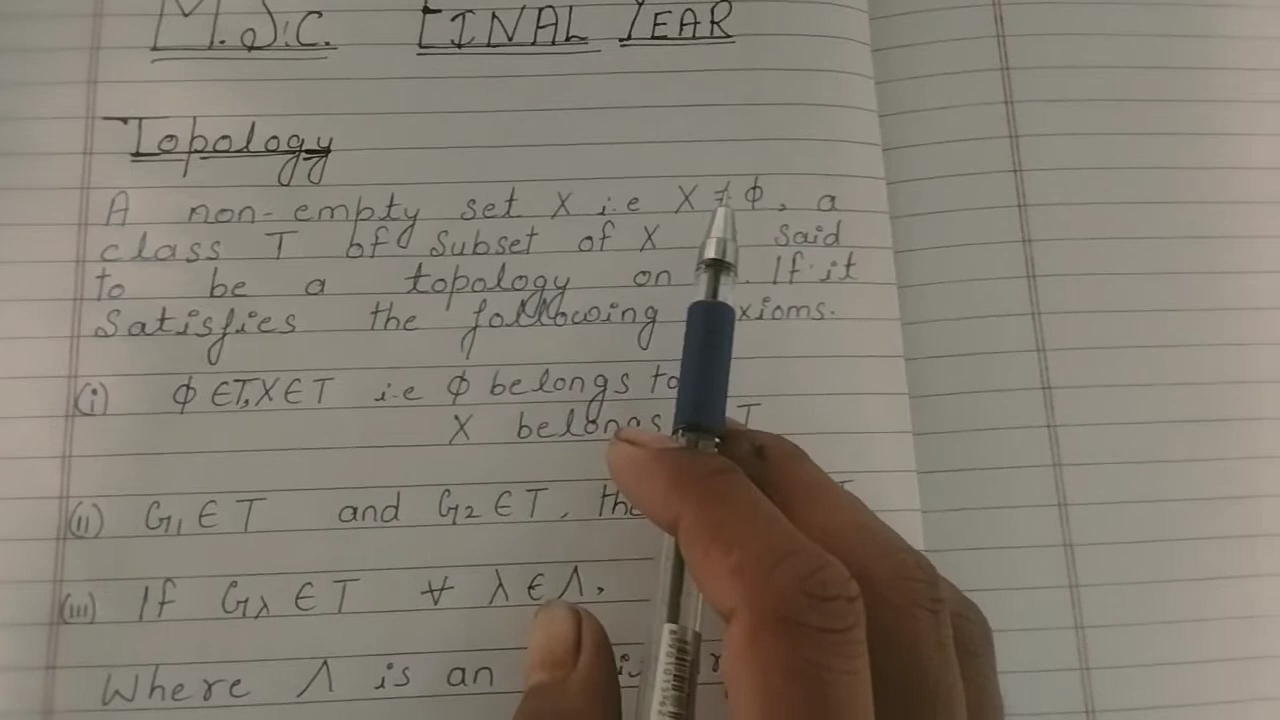 M.Sc. FINAL YEAR
Topology
A non-empty set X i.e X ≠ ϕ, a
class T of Subset of X said
to be a topology on . If it
Satisfies the following xioms.
(i) ϕ ∈ T, X ∈ T i.e ϕ belongs to
X belongs T
(ii) G1 ∈ T and G2 ∈ T, the
(iii) If Gλ ∈ T ∀ λ ∈ Λ,
Where Λ is an